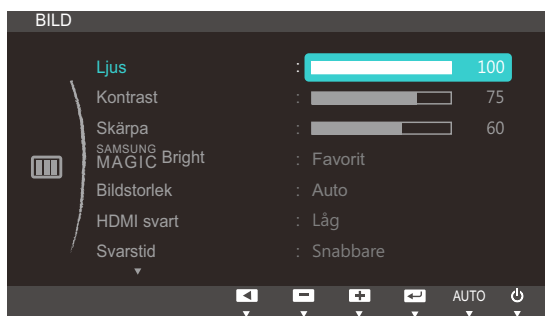 BILD
Ljus : 100
Kontrast : 75
Skärpa : 60
SAMSUNG MAGIC Bright : Favorit
Bildstorlek : Auto
HDMI svart : Låg
Svarstid : Snabbare
AUTO